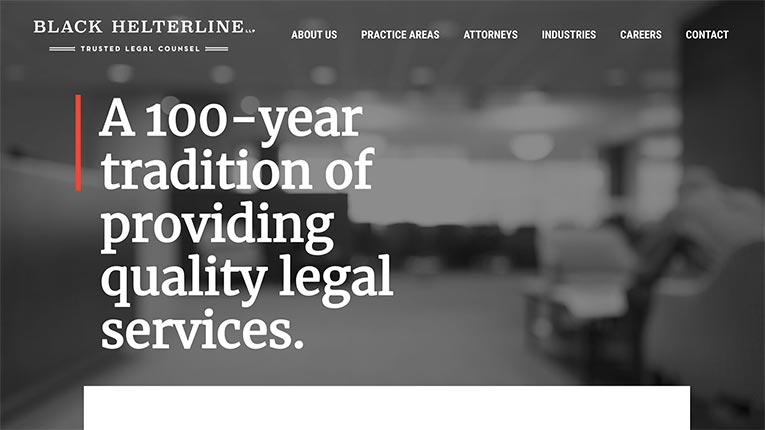 BLACK HELTERLINE LLP
TRUSTED LEGAL COUNSEL
ABOUT US PRACTICE AREAS ATTORNEYS INDUSTRIES CAREERS CONTACT
A 100-year
tradition of
providing
quality legal
services.